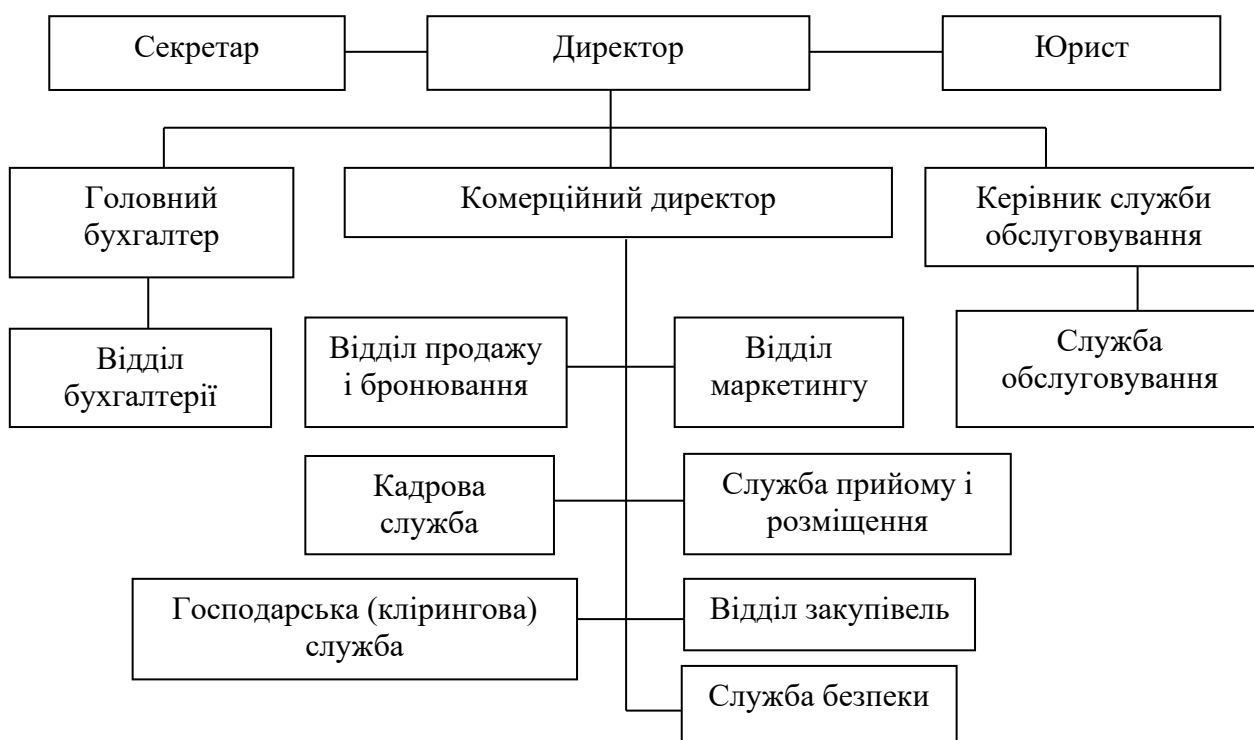 Секретар
Директор
Юрист
Головний
бухгалтер
Комерційний директор
Керівник служби
обслуговування
Відділ
бухгалтерії
Відділ продажу
і бронювання
Відділ
маркетингу
Служба
обслуговування
Кадрова
служба
Служба прийому і
розміщення
Господарська (клірингова)
служба
Відділ закупівель
Служба безпеки